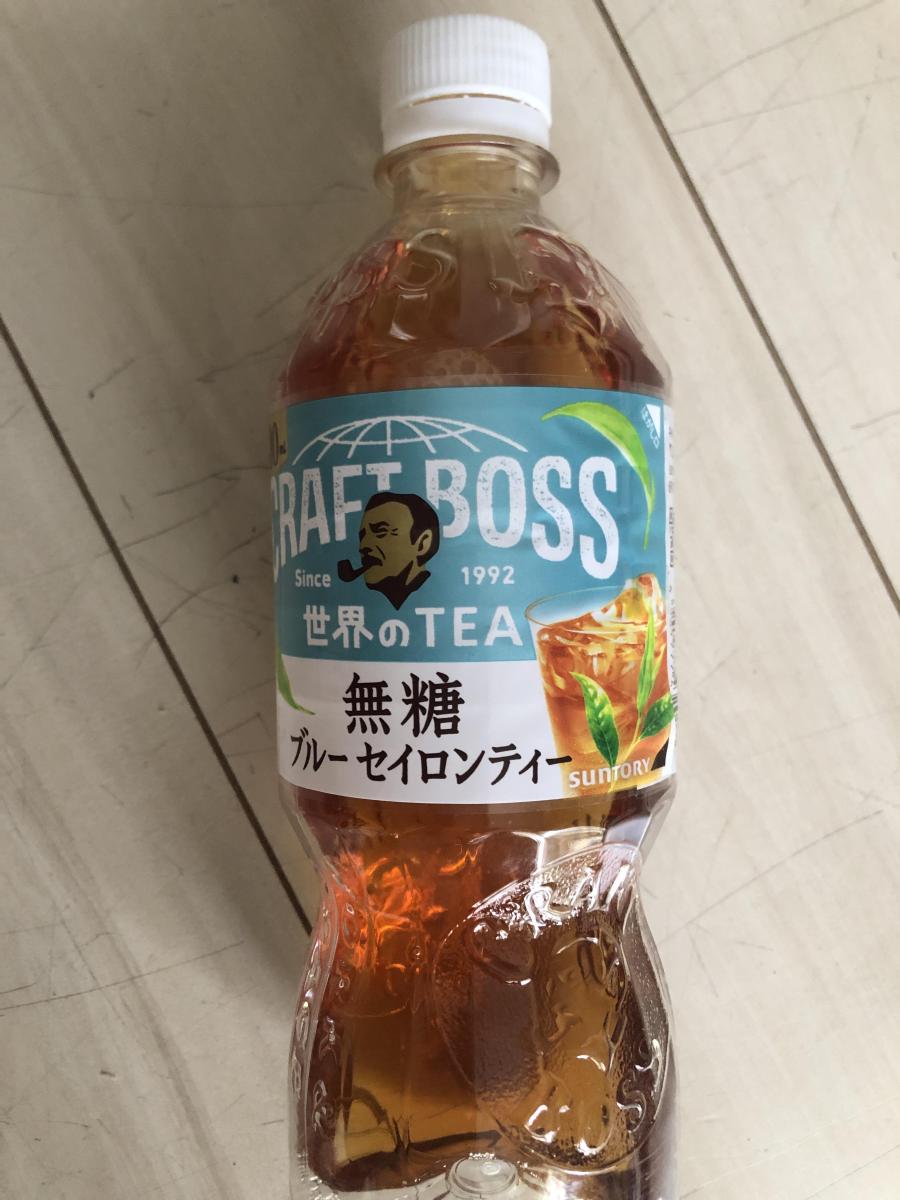 CRAFT BOSS
Since 1992
世界のTEA
無糖
ブルーセイロンティー
SUNTORY